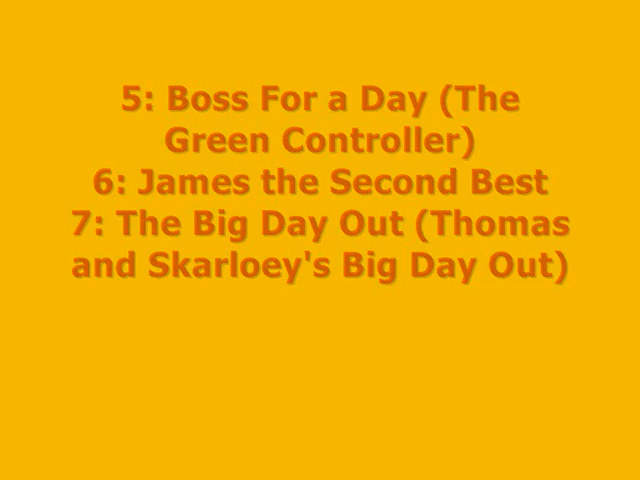 5: Boss For a Day (The
Green Controller)
6: James the Second Best
7: The Big Day Out (Thomas
and Skarloey's Big Day Out)